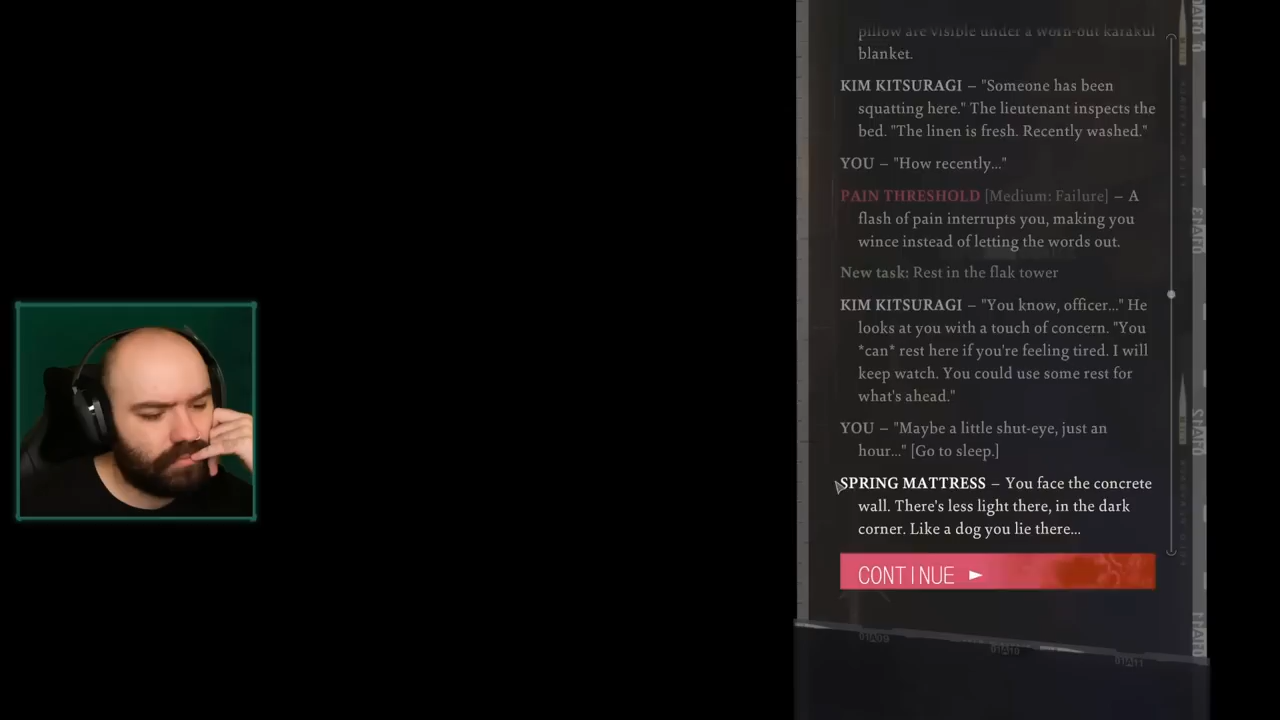 pillow are visible under a worn-out karakul
blanket.
KIM KITSURAGI – "Someone has been
squatting here." The lieutenant inspects the
bed. "The linen is fresh. Recently washed."
YOU – "How recently..."
PAIN THRESHOLD [Medium: Failure] – A
flash of pain interrupts you, making you
wince instead of letting the words out.
New task: Rest in the flak tower
KIM KITSURAGI – "You know, officer..." He
looks at you with a touch of concern. "You
*can* rest here if you're feeling tired. I will
keep watch. You could use some rest for
what's ahead."
YOU – "Maybe a little shut-eye, just an
hour..." [Go to sleep.]
SPRING MATTRESS – You face the concrete
wall. There's less light there, in the dark
corner. Like a dog you lie there...
CONTINUE